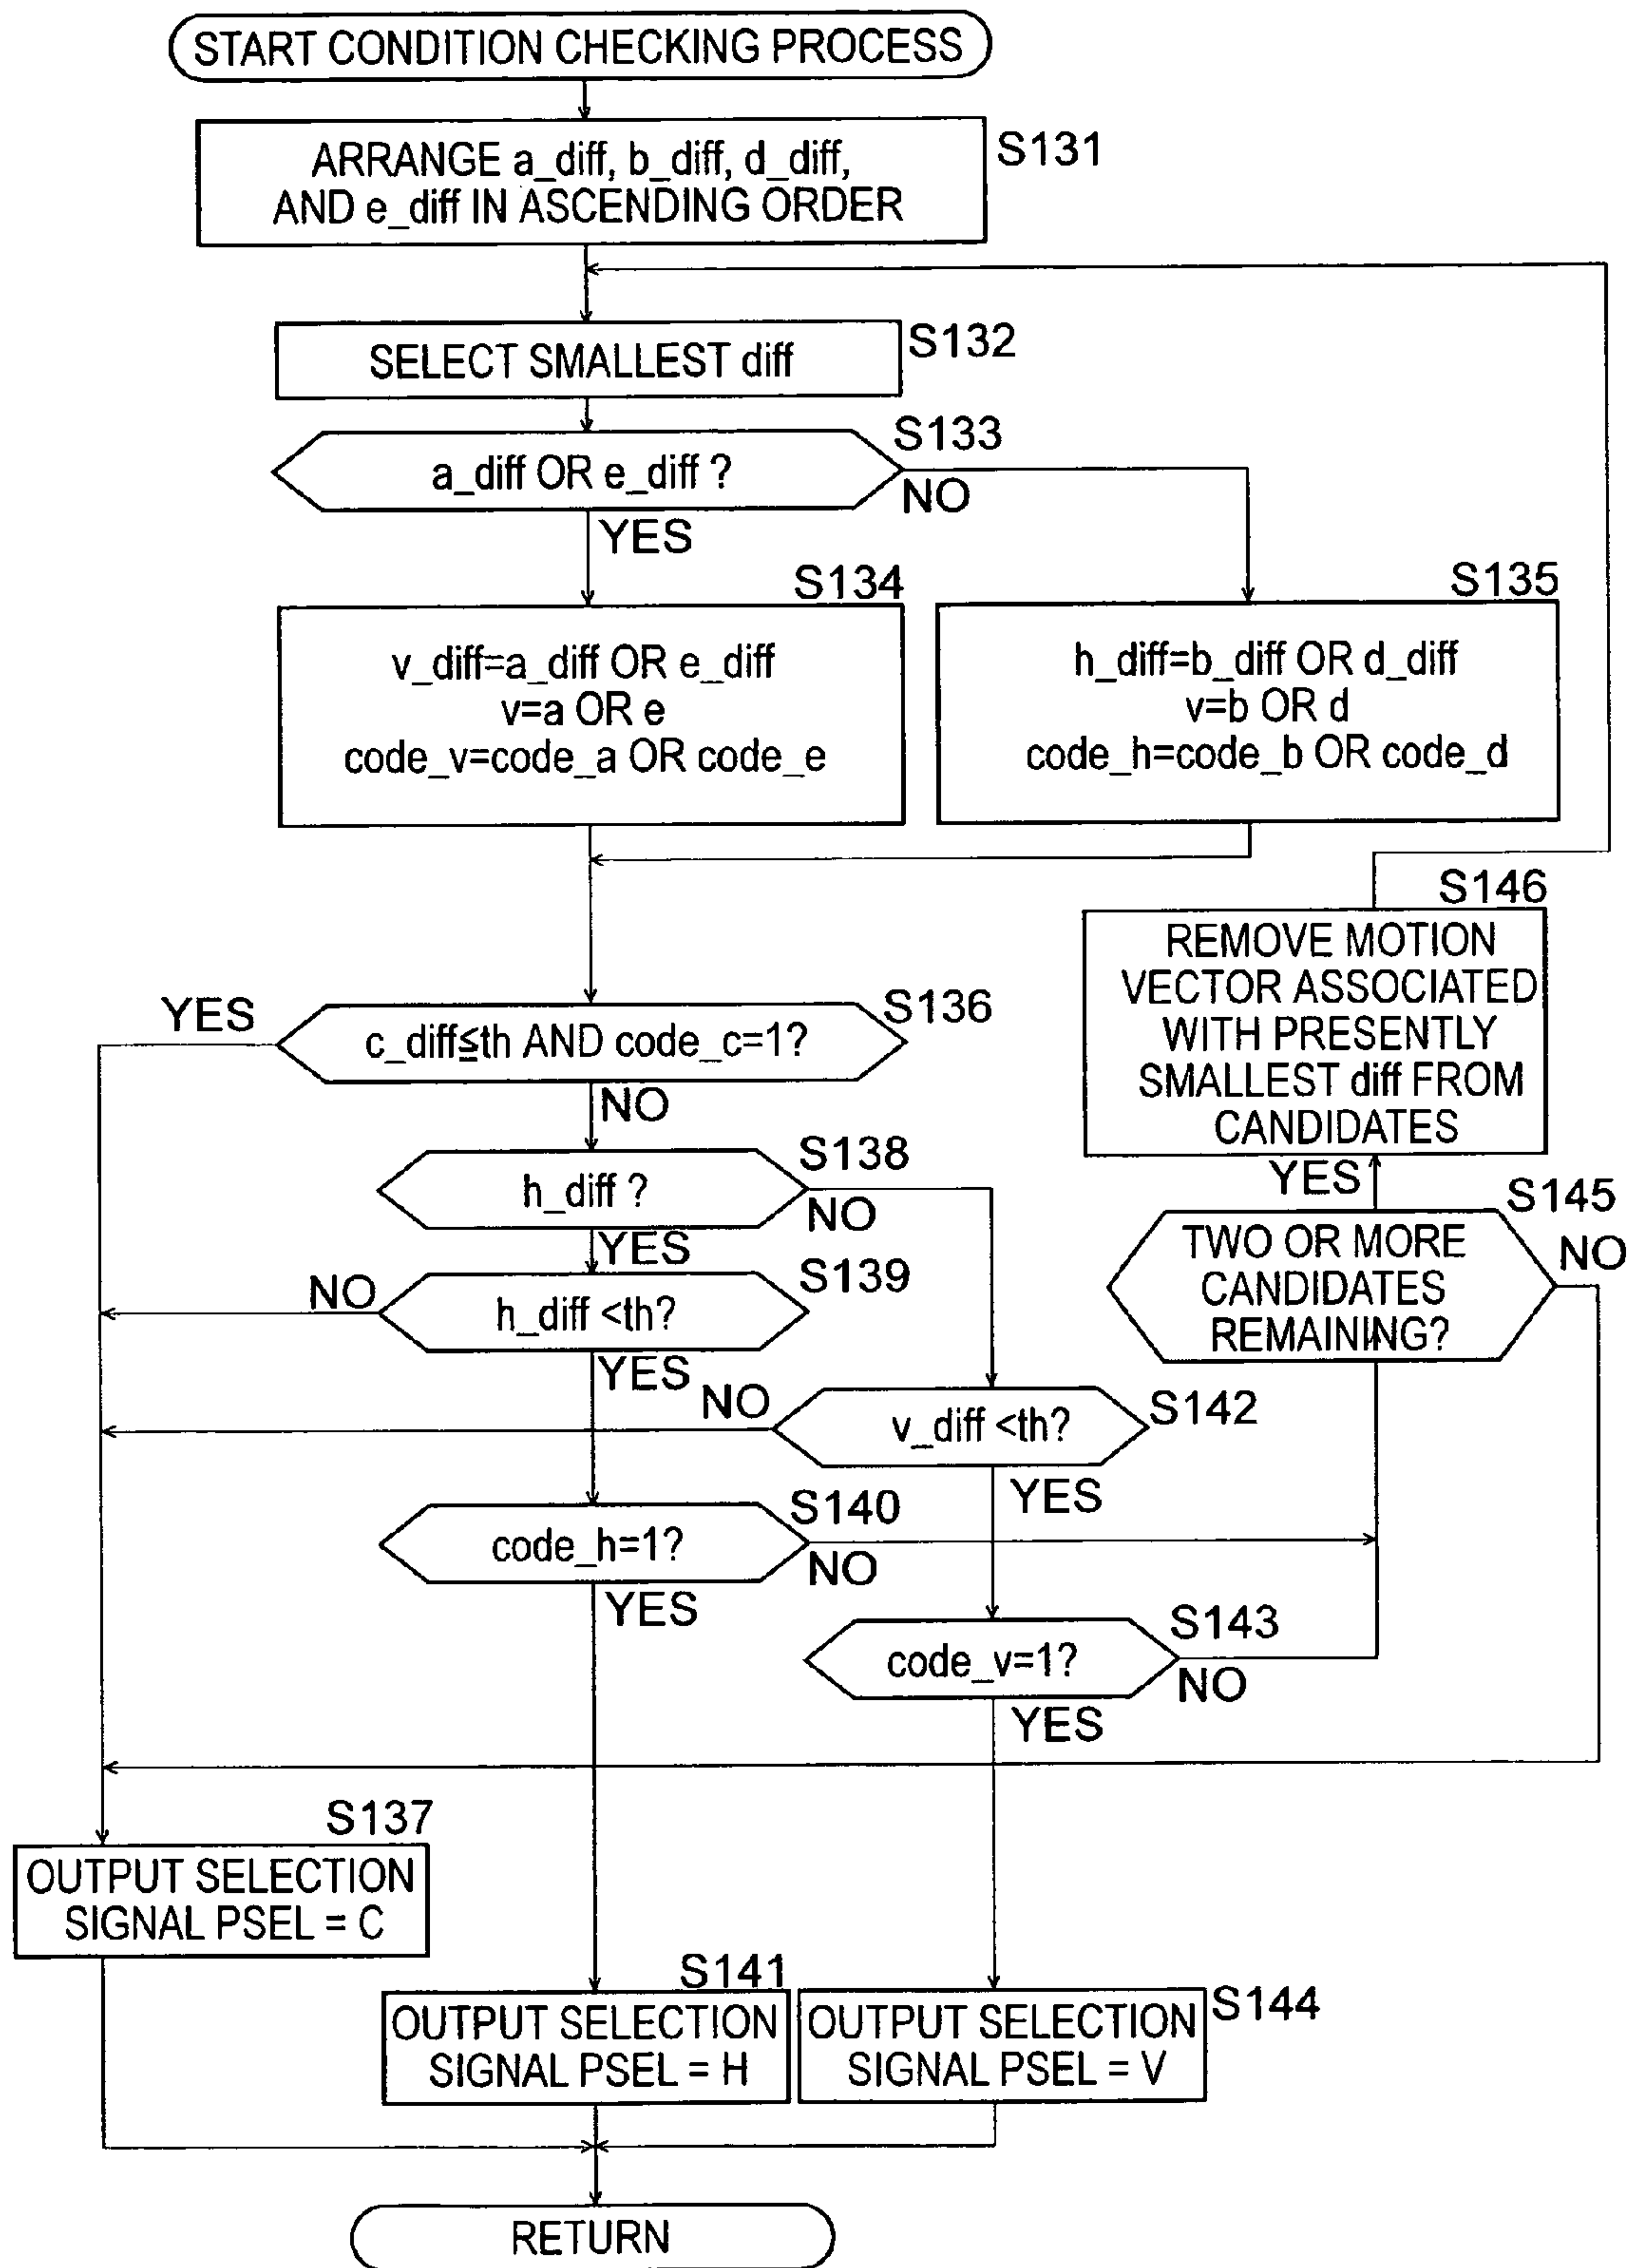 START CONDITION CHECKING PROCESS
S131
ARRANGE a_diff, b_diff, d_diff,
AND e_diff IN ASCENDING ORDER
S132
SELECT SMALLEST diff
S133
a_diff OR e_diff ?
NO
YES
S134
v_diff=a_diff OR e_diff
v=a OR e
code_v=code_a OR code_e
S135
h_diff=b_diff OR d_diff
v=b OR d
code_h=code_b OR code_d
S136
YES
c_diff≦th AND code_c=1?
NO
S146
REMOVE MOTION
VECTOR ASSOCIATED
WITH PRESENTLY
SMALLEST diff FROM
CANDIDATES
YES
S138
h_diff ?
NO
YES
S145
TWO OR MORE
CANDIDATES
REMAINING?
NO
S139
NO
h_diff <th?
YES
S142
NO
v_diff <th?
YES
S140
code_h=1?
NO
YES
S143
code_v=1?
NO
YES
S137
OUTPUT SELECTION
SIGNAL PSEL = C
S141
OUTPUT SELECTION
SIGNAL PSEL = H
S144
OUTPUT SELECTION
SIGNAL PSEL = V
RETURN